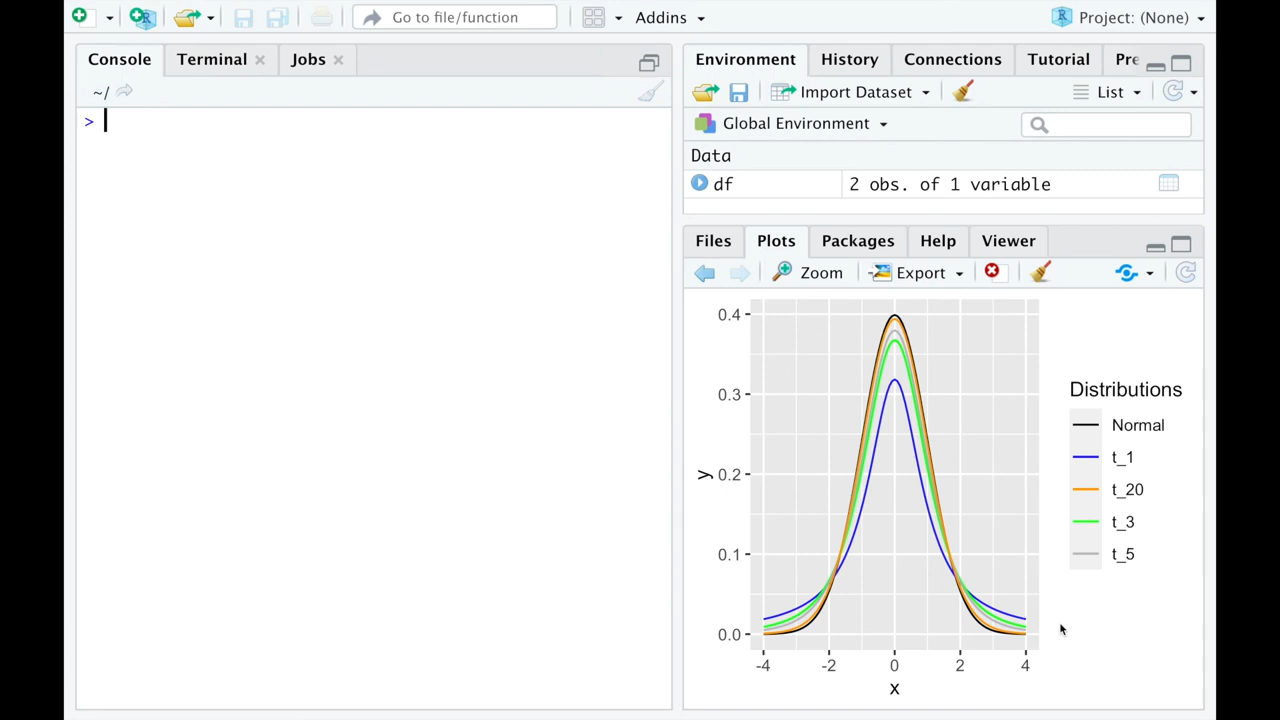 Go to file/function
Addins
Project: (None)
Console
Terminal
Jobs
~/
>
Environment
History
Connections
Tutorial
Pre
Import Dataset
List
Global Environment
Data
df
2 obs. of 1 variable
Files
Plots
Packages
Help
Viewer
Zoom
Export
0.4
0.3
0.2
0.1
0.0
y
-4
-2
0
2
4
x
Distributions
Normal
t_1
t_20
t_3
t_5